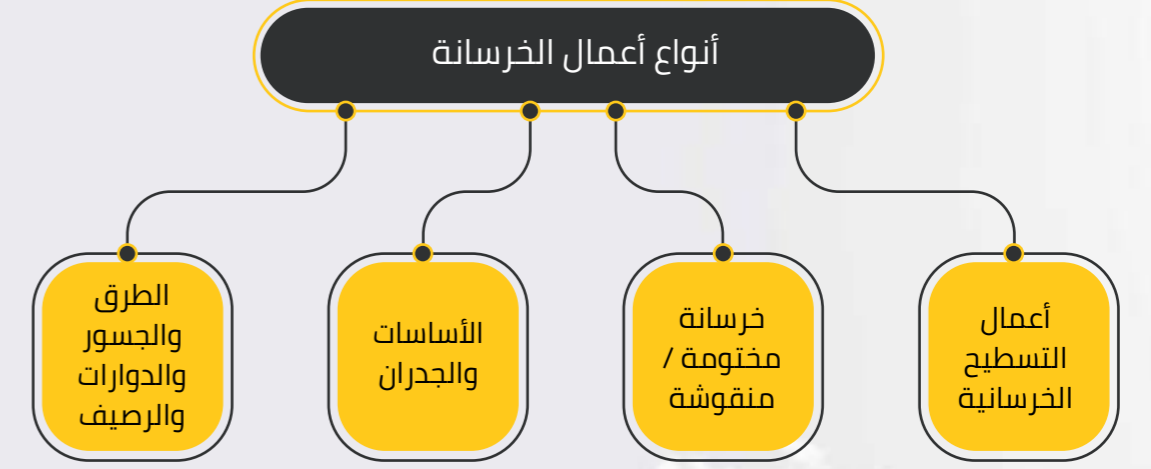 أنواع أعمال الخرسانة
أعمال
التسطيح
الخرسانية
خرسانة
مختومة /
منقوشة
الأساسات
والجدران
الطرق
والجسور
والدوارات
والرصيف